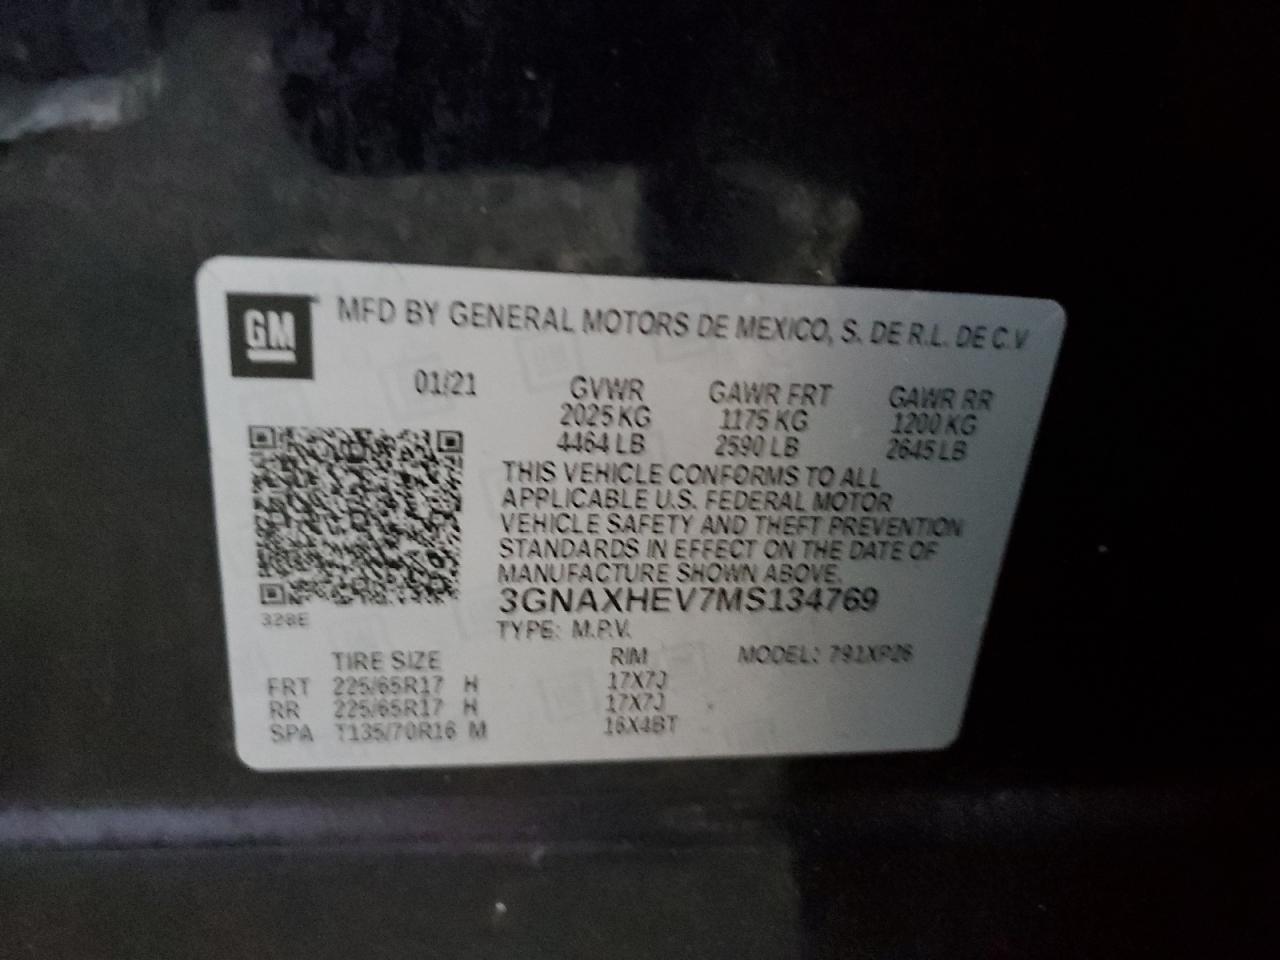 GM MFD BY GENERAL MOTORS DE MEXICO, S. DE R.L. DE C.V
01/21 GVWR GAWR FRT GAWR RR
2025 KG 1175 KG 1200 KG
4464 LB 2590 LB 2645 LB
THIS VEHICLE CONFORMS TO ALL
APPLICABLE U.S. FEDERAL MOTOR
VEHICLE SAFETY AND THEFT PREVENTION
STANDARDS IN EFFECT ON THE DATE OF
MANUFACTURE SHOWN ABOVE.
3GNAXHEV7MS134769
328E
TYPE: M.P.V.
TIRE SIZE RIM MODEL: 791XP26
FRT 225/65R17 H 17X7J
RR 225/65R17 H 17X7J
SPA T135/70R16 M 16X4BT